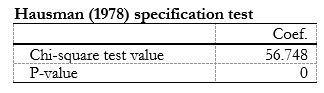 Hausman (1978) specification test
Coef.
Chi-square test value 56.748
P-value 0